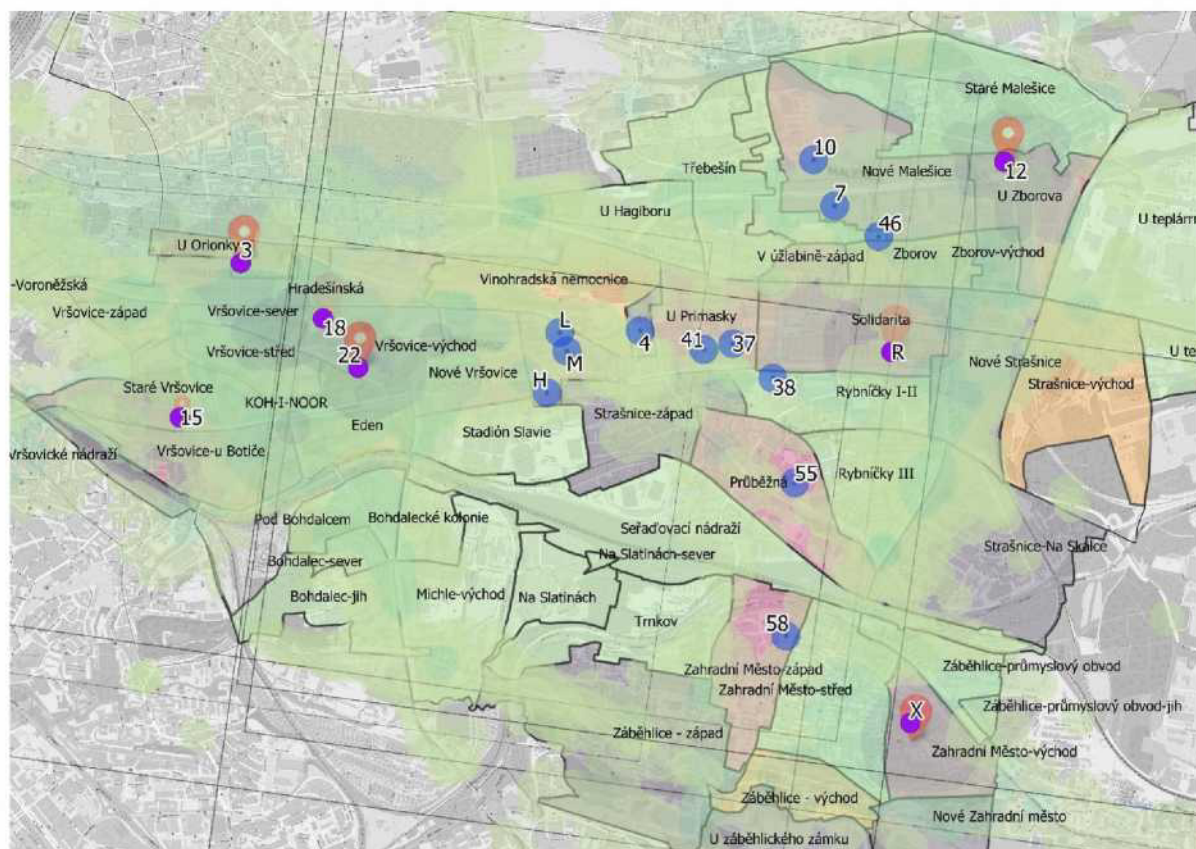 Staré Malešice
10
Třebešín
Nové Malešice
12
U Zborova
7
U Hagiboru
U teplárny
46
V úžlabině-západ
Zborov
Zborov-východ
U Orionky
3
Vinohradská nemocnice
Hradešínská
-Voroněžská
Vršovice-západ
Vršovice-sever
18
L
4
U Primasky
Solidarita
41
37
R
Vršovice-střed
22
Vršovice-východ
M
Nové Vršovice
Nové Strašnice
U te
Staré Vršovice
H
38
Rybníčky I-II
Strašnice-východ
KOH-I-NOOR
15
Eden
Stadión Slavie
Strašnice-západ
Vršovické nádraží
Vršovice-u Botiče
Průběžná
55
Rybníčky III
Pod Bohdalcem
Bohdalecké kolonie
Seřaďovací nádraží
Bohdalec-sever
Na Slatinách-sever
Strašnice-Na Skalce
Bohdalec-jih
Michle-východ
Na Slatinách
Trnkov
58
Zahradní Město-západ
Zahradní Město-střed
Záběhlice-průmyslový obvod
Záběhlice-průmyslový obvod-jih
X
Záběhlice - západ
Zahradní Město-východ
Záběhlice - východ
Nové Zahradní město
U záběhlického zámku